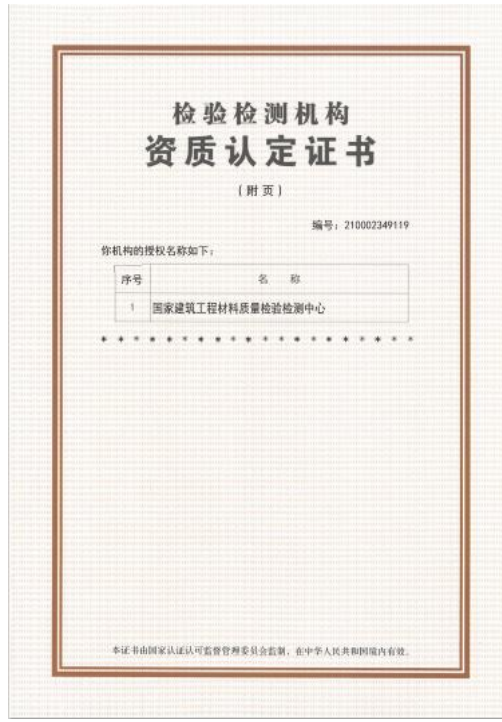 检验检测机构
资质认定证书
(附页)
编号：210002349119
你机构的授权名称如下：
序号 名 称
1 国家建筑工程材料质量检验检测中心
* * * * * * * * * * * * * * * * * * * *
本证书由国家认证认可监督管理委员会监制，在中华人民共和国境内有效。